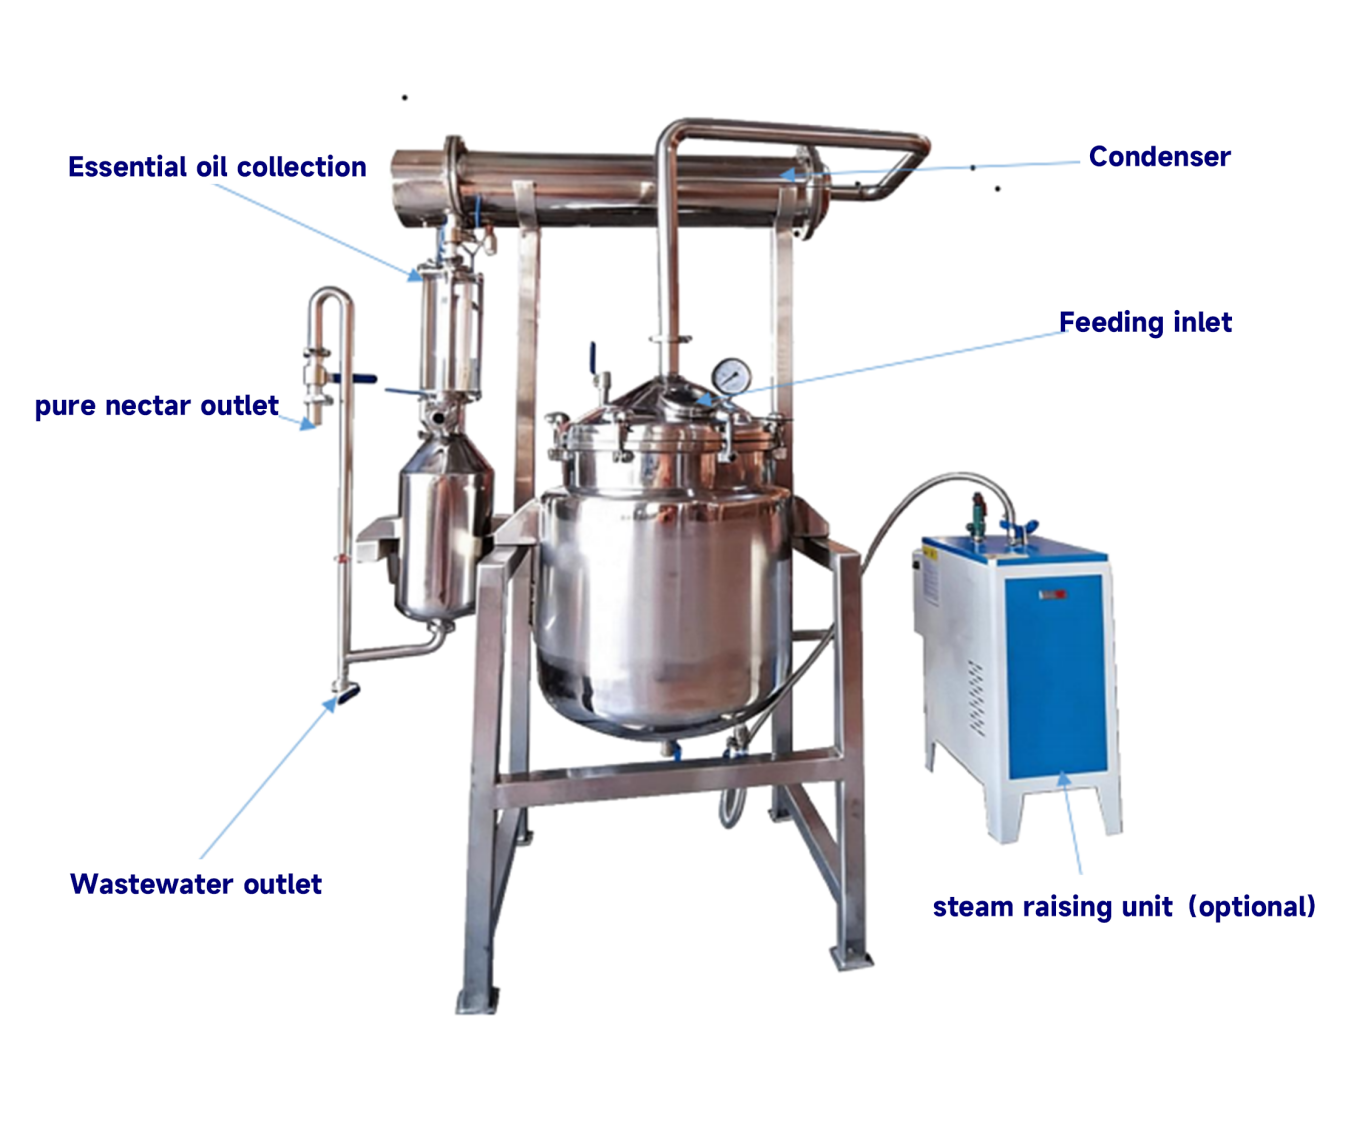 Condenser
Essential oil collection
Feeding inlet
pure nectar outlet
Wastewater outlet
steam raising unit (optional)